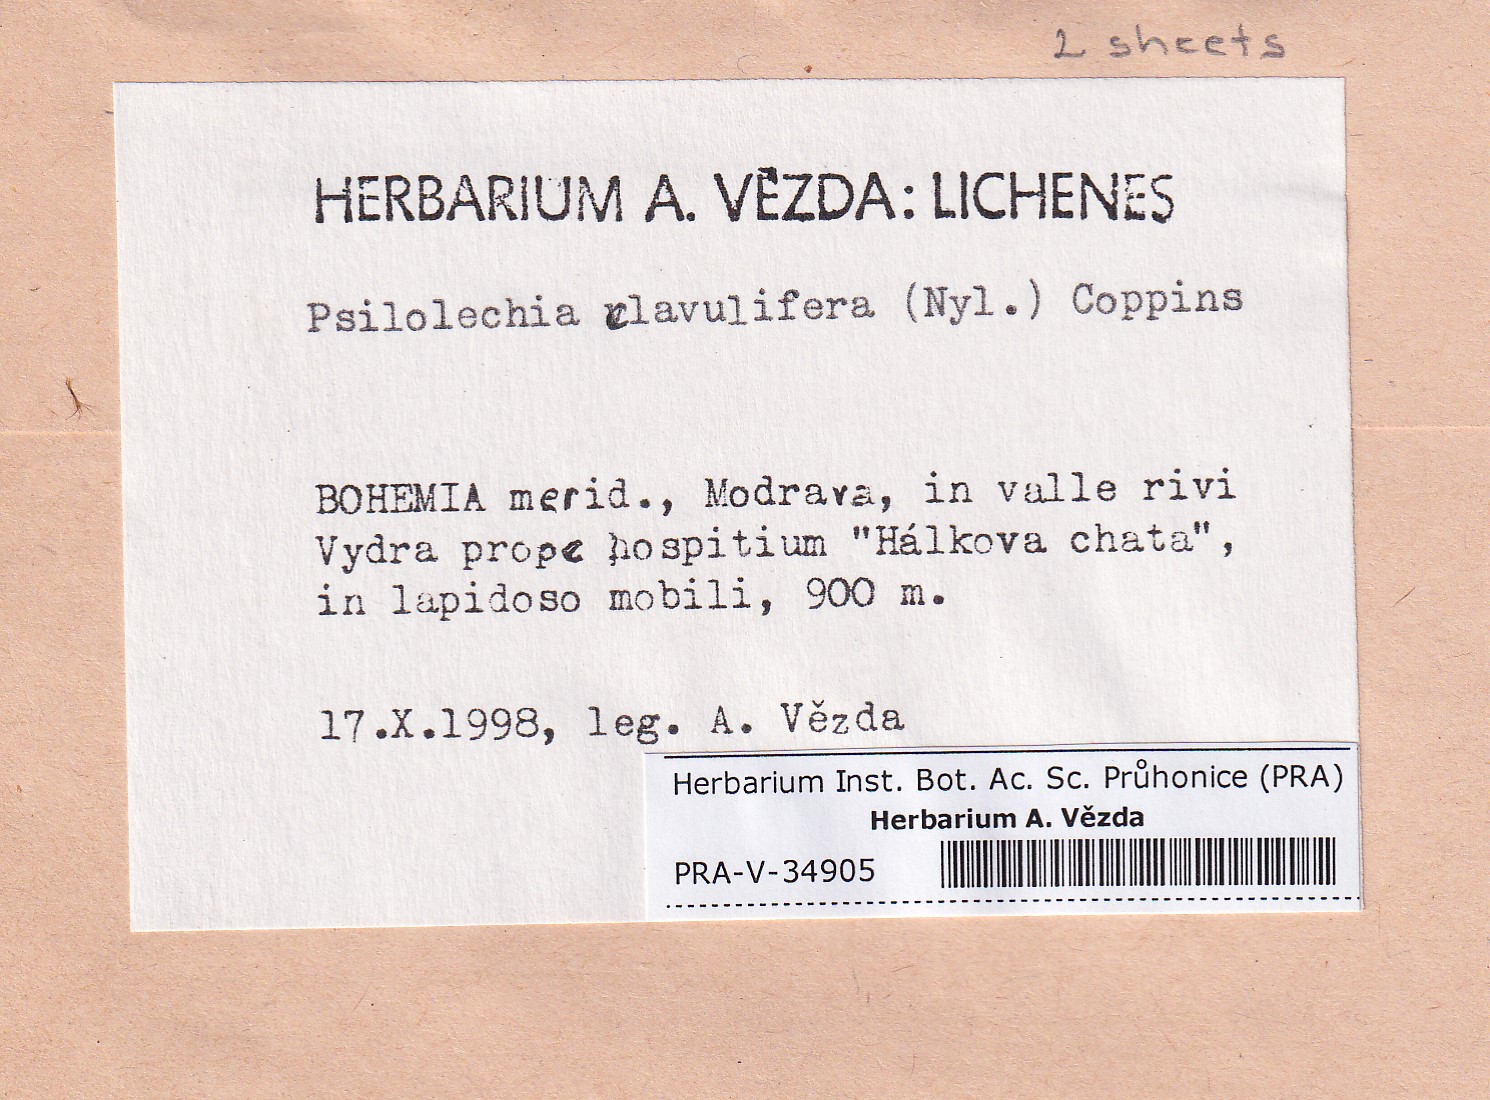 2 sheets
HERBARIUM A. VĚZDA: LICHENES
Psilolechia clavulifera (Nyl.) Coppins
BOHEMIA merid., Modrava, in valle rivi
Vydra prope hospitium "Hálkova chata",
in lapidoso mobili, 900 m.
17.X.1998, leg. A. Vězda
Herbarium Inst. Bot. Ac. Sc. Průhonice (PRA)
Herbarium A. Vězda
PRA-V-34905